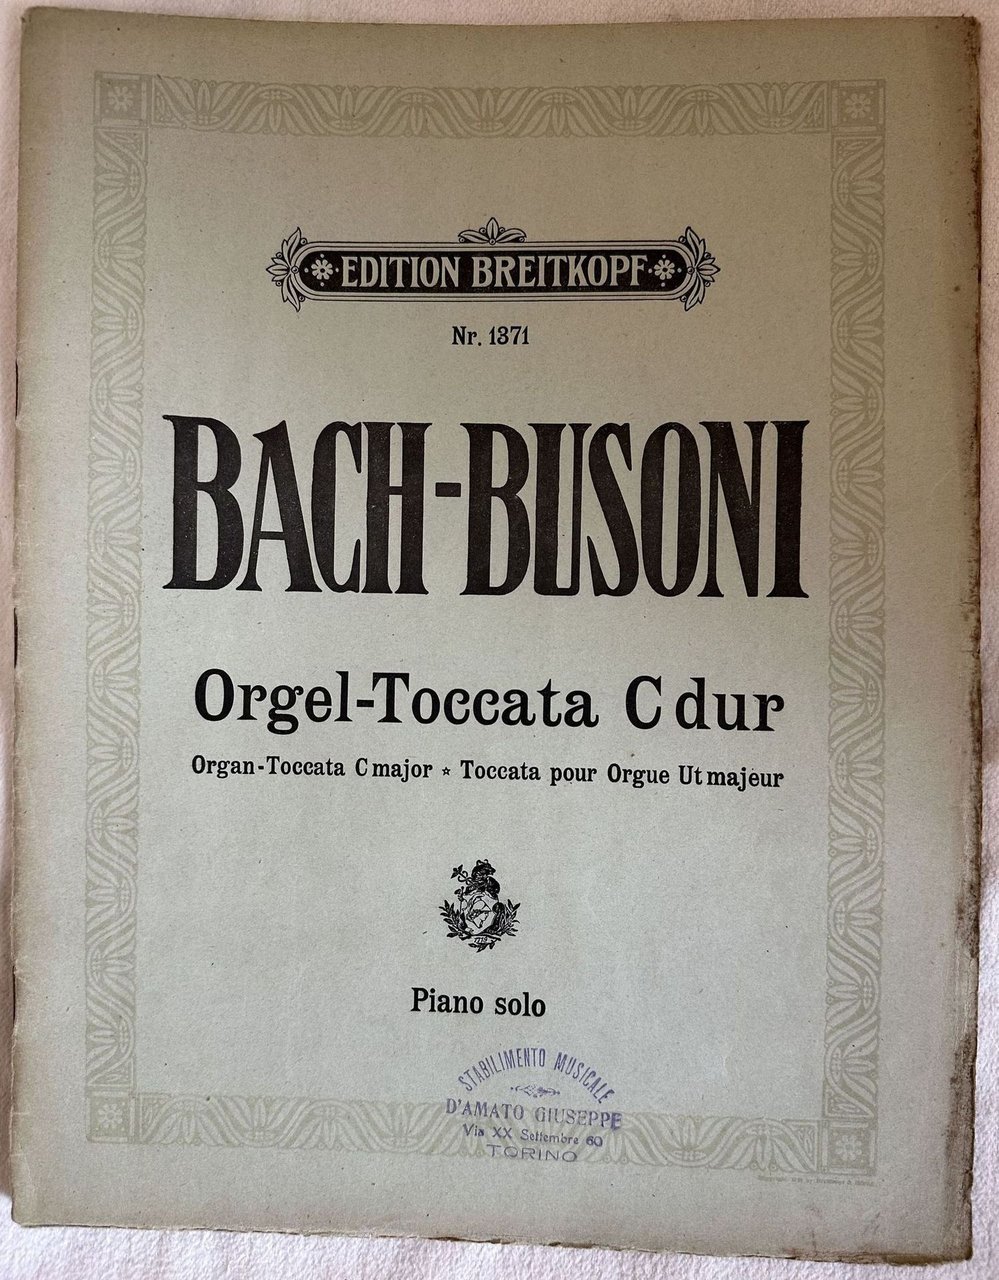 EDITION BREITKOPF
Nr. 1371
BACH-BUSONI
Orgel-Toccata C dur
Organ-Toccata C major ☆ Toccata pour Orgue Ut majeur
1719
Piano solo
STABILIMENTO MUSICALE
D'AMATO GIUSEPPE
Via XX Settembre 60
TORINO